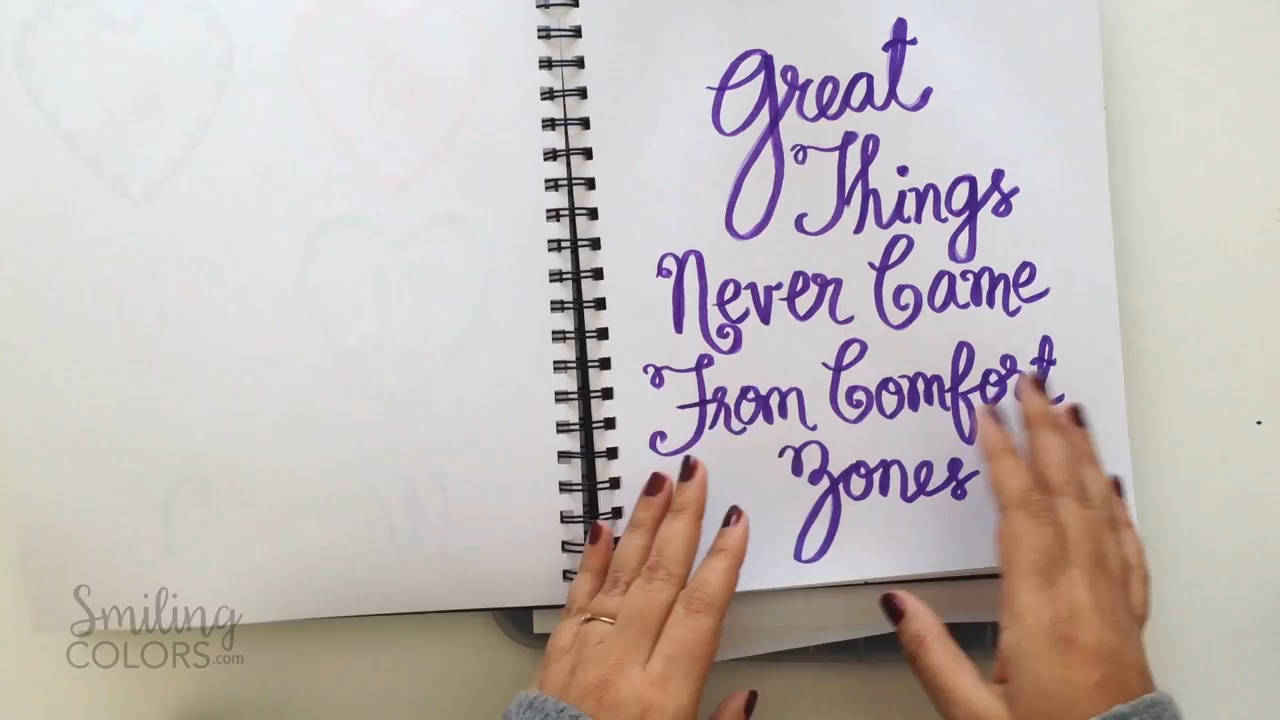 Great
Things
Never Came
From Comfort
Zones
Smiling
COLORS.com